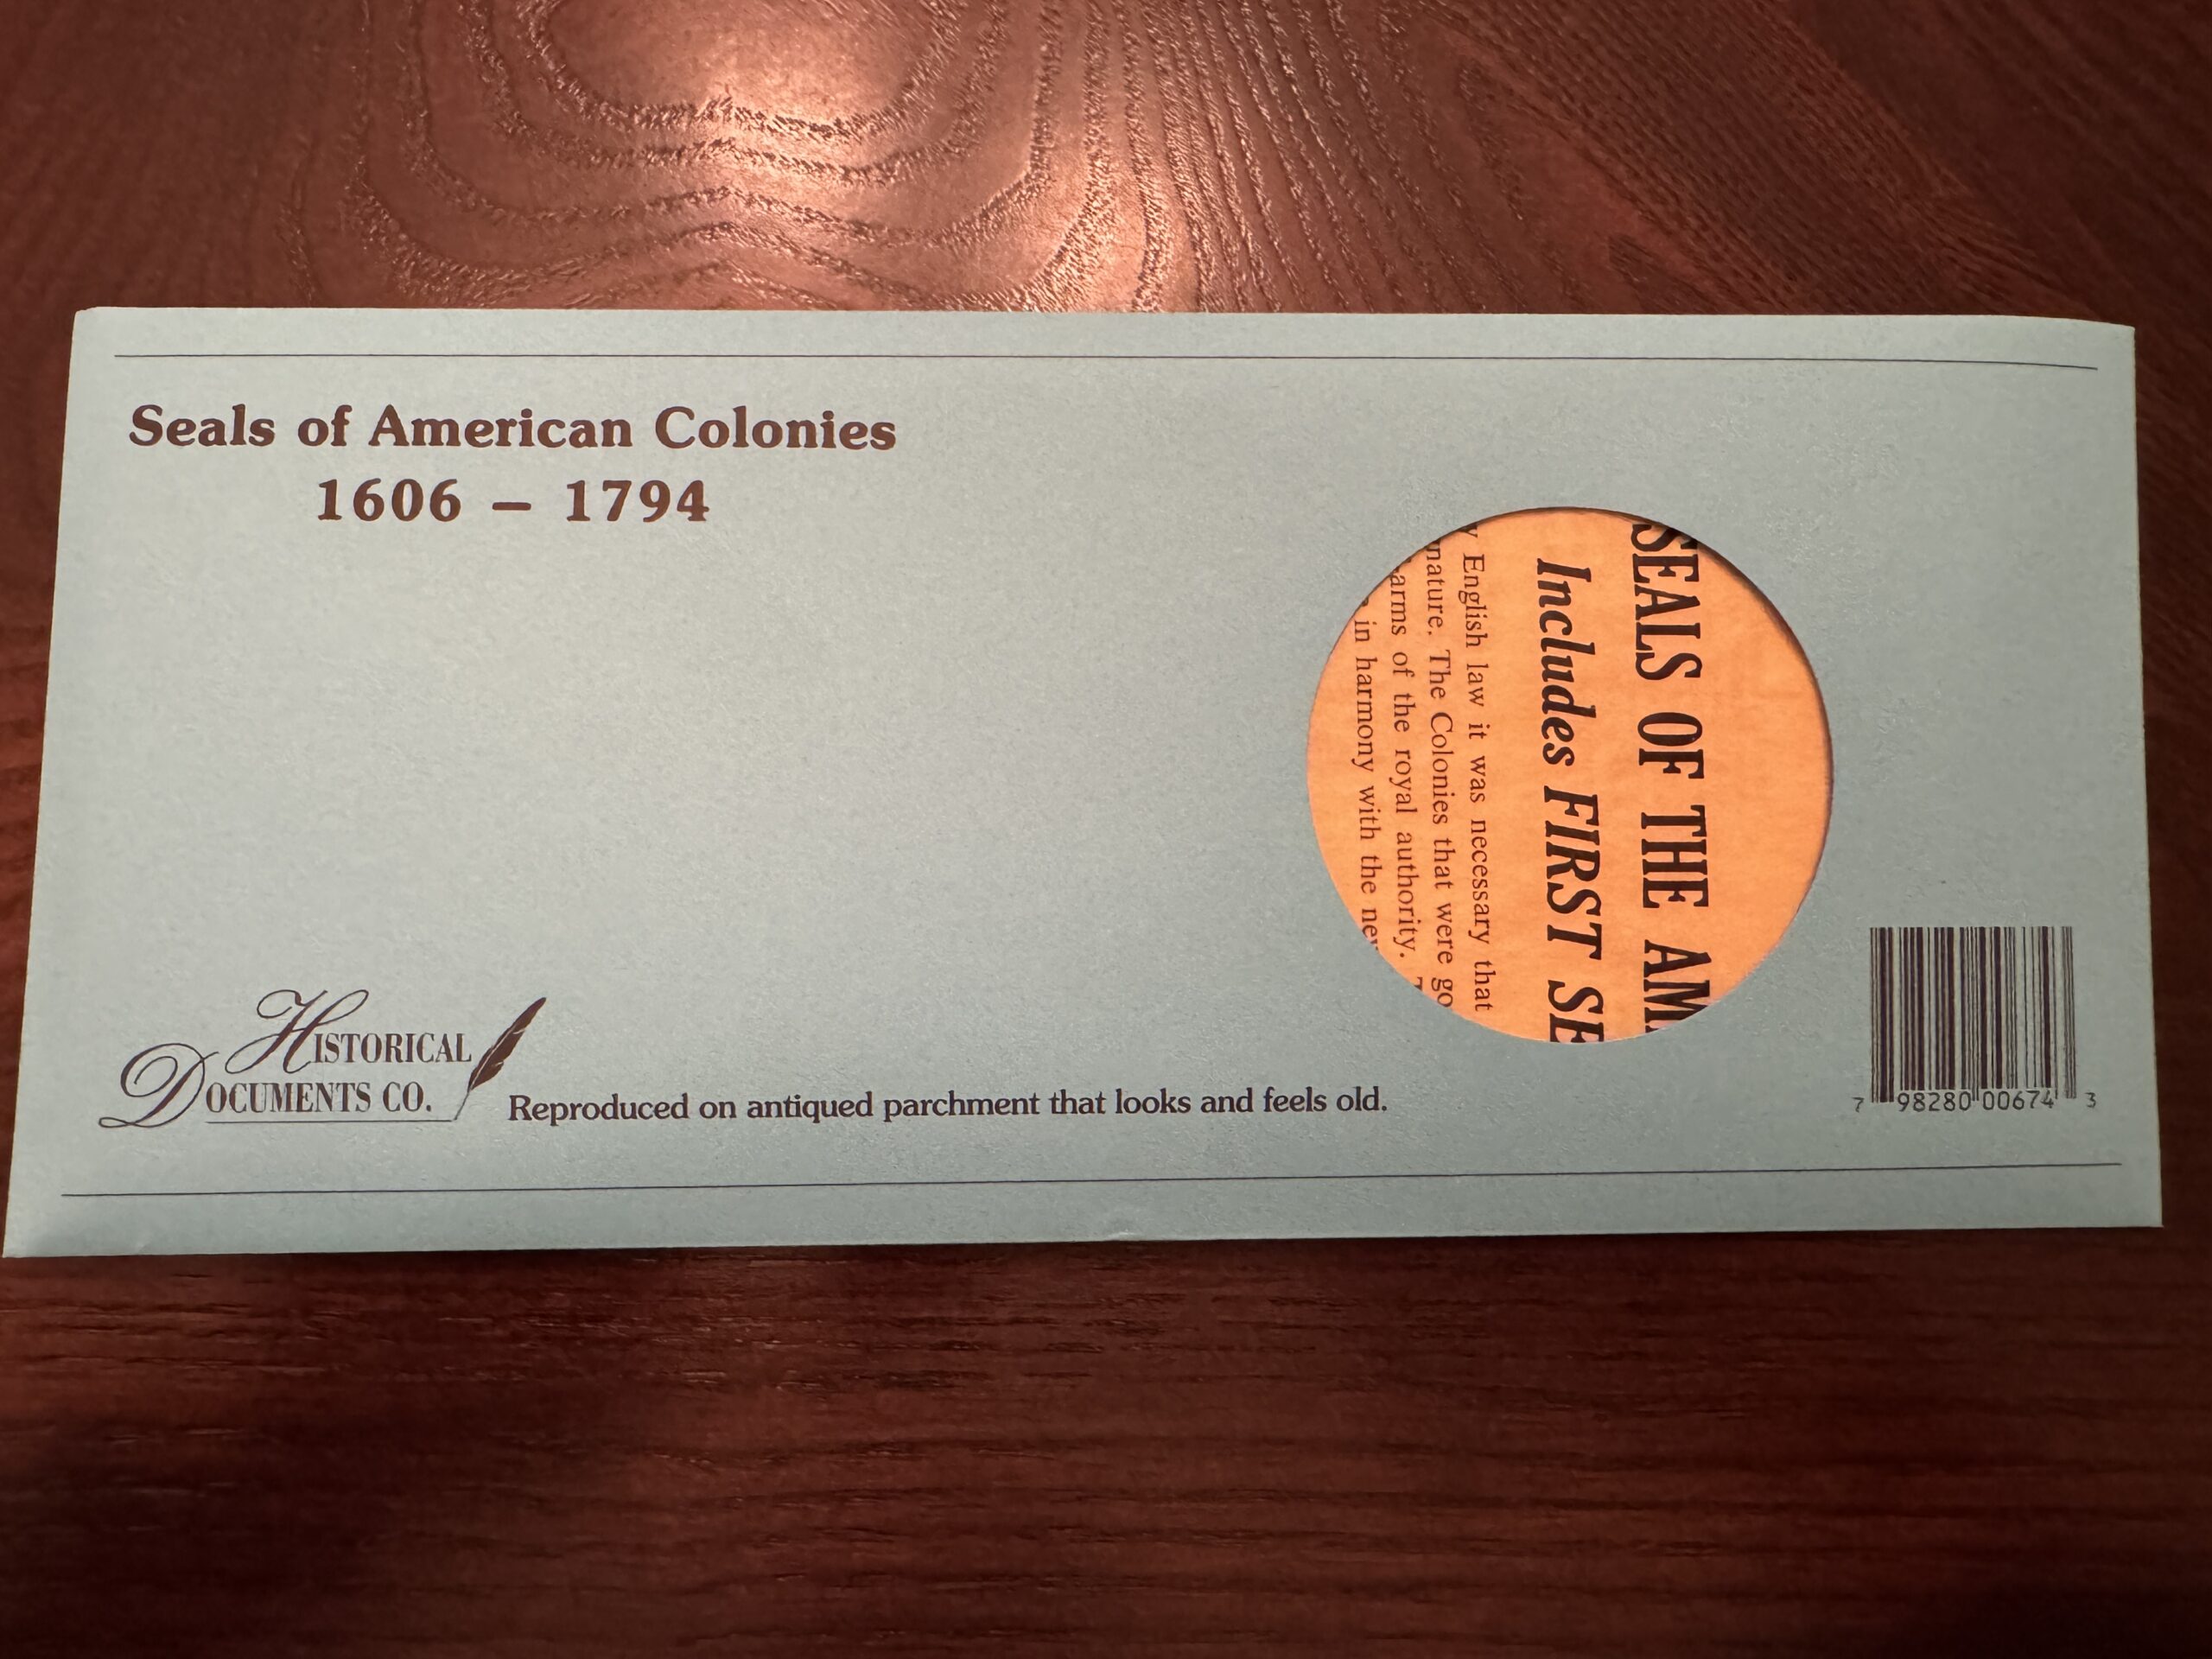 Seals of American Colonies
1606 – 1794
SEALS OF THE AM
Includes FIRST SE
English law it was necessary that
nature. The Colonies that were go
arms of the royal authority.
in harmony with the new
HISTORICAL
DOCUMENTS CO.
Reproduced on antiqued parchment that looks and feels old.
7 98280 00674 3